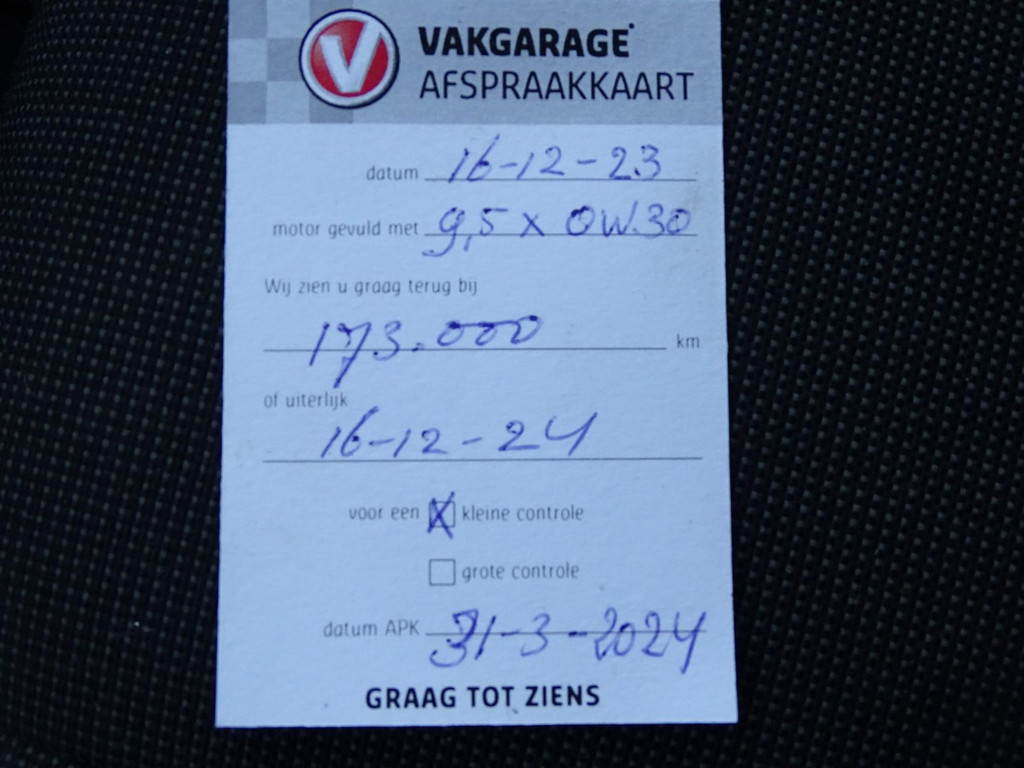 V VAKGARAGE
AFSPRAAKKAART
datum 16-12-23
motor gevuld met 9,5 x 0W.30
Wij zien u graag terug bij
173.000 km
of uiterlijk
16-12-24
voor een X kleine controle
grote controle
datum APK 31-3-2024
GRAAG TOT ZIENS